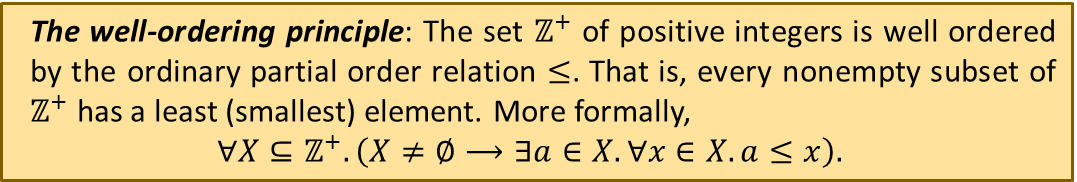 The well-ordering principle: The set ℤ⁺ of positive integers is well ordered
by the ordinary partial order relation ≤. That is, every nonempty subset of
ℤ⁺ has a least (smallest) element. More formally,
∀X ⊆ ℤ⁺. (X ≠ ∅ ⟶ ∃a ∈ X. ∀x ∈ X. a ≤ x).